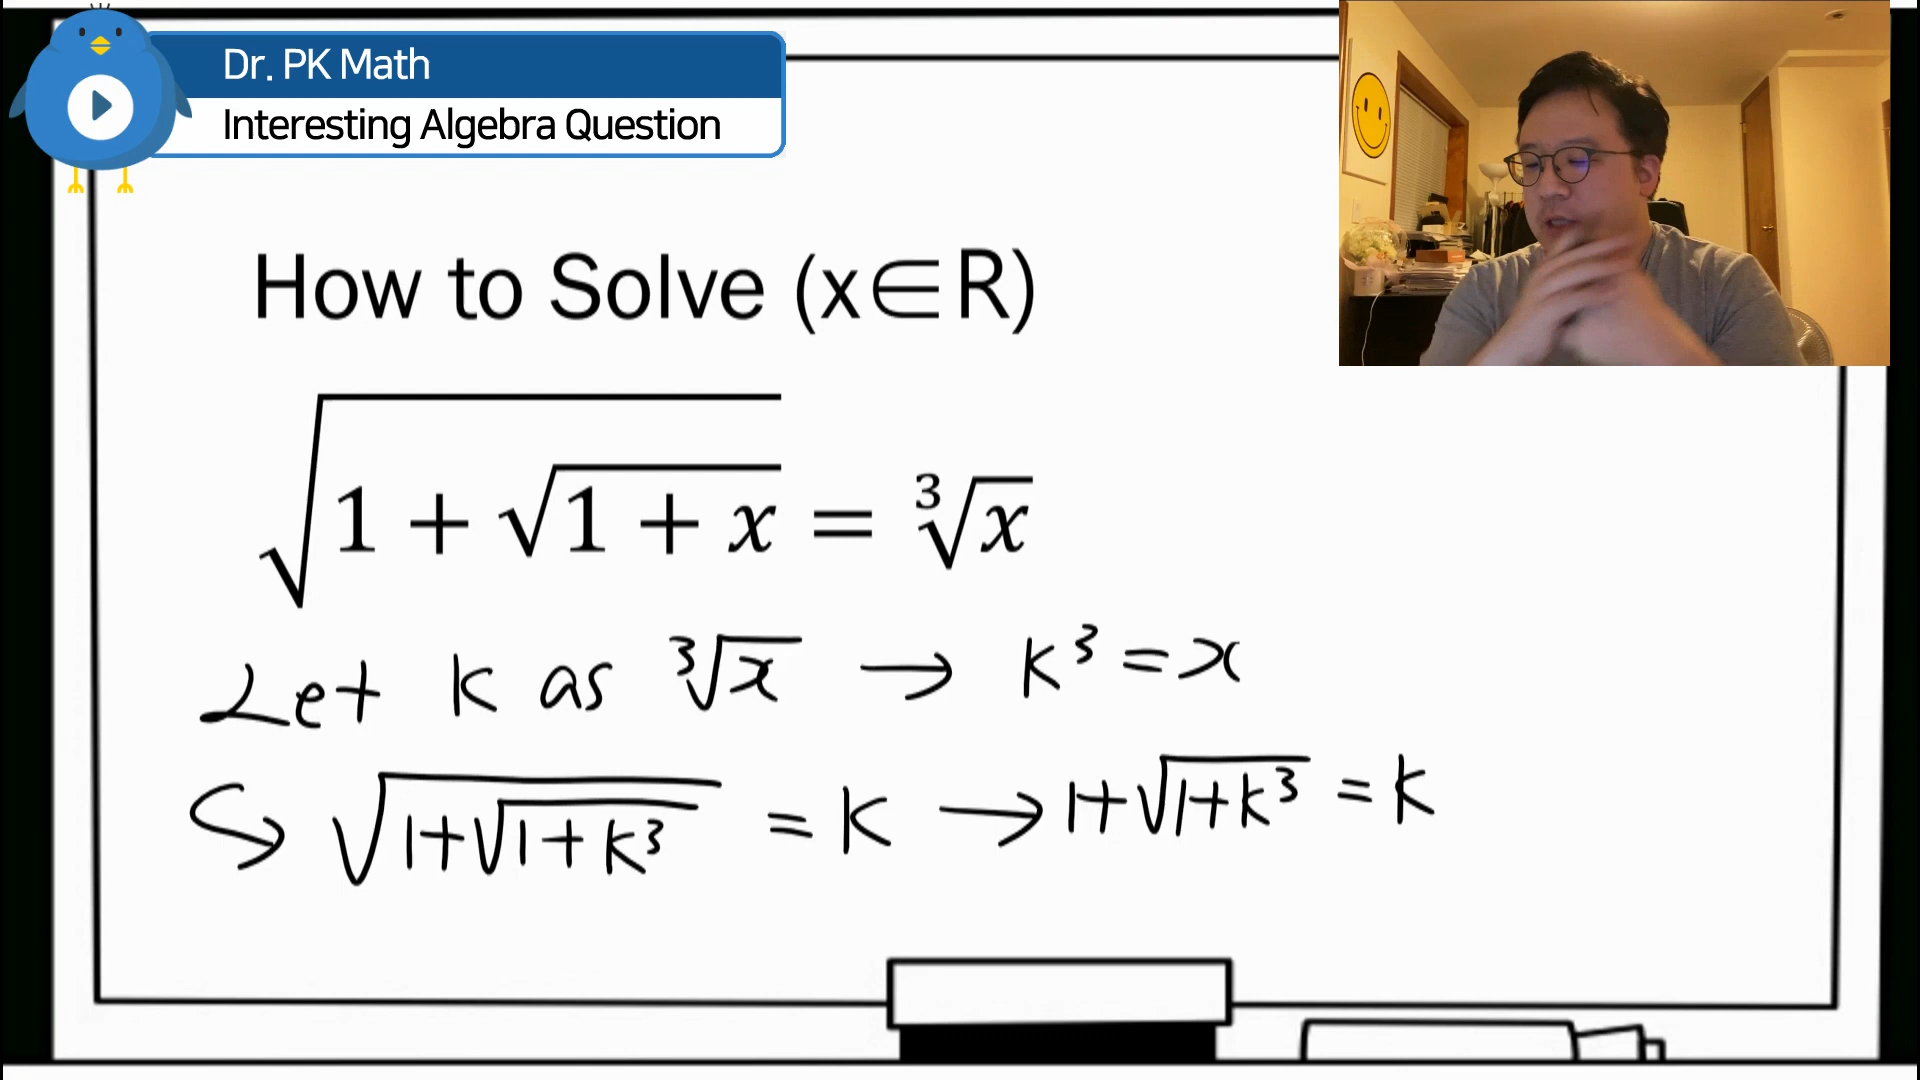 Dr. PK Math
Interesting Algebra Question
How to Solve (x∈R)
√(1 + √(1 + x)) = ∛x
Let k as ∛x → k³ = x
↪ √(1+√(1+k³)) = k → 1+√(1+k³) = k